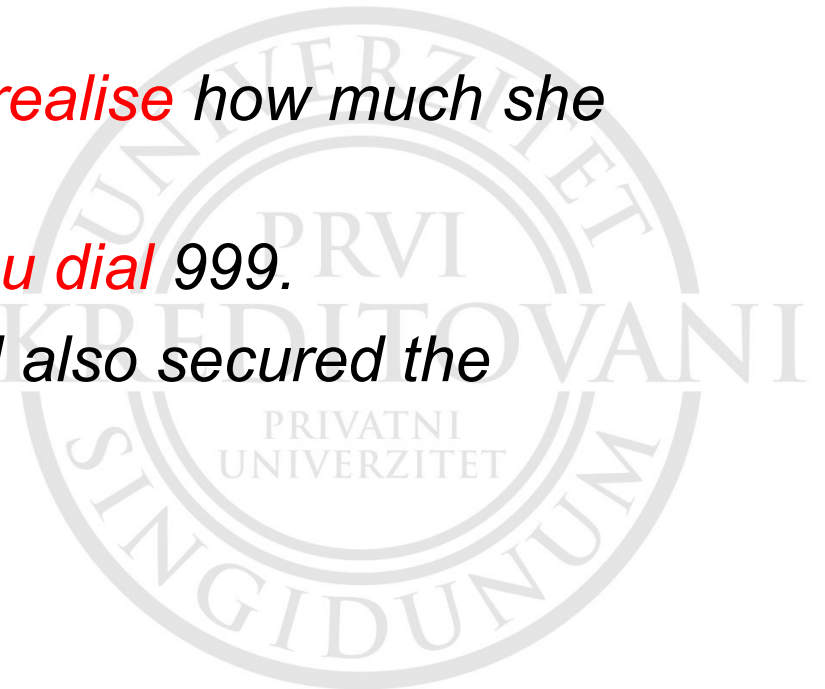 realise how much she
u dial 999.
also secured the
UNIVERZITET
PRVI
KREDITOVANI
PRIVATNI
UNIVERZITET
SINGIDUNUM